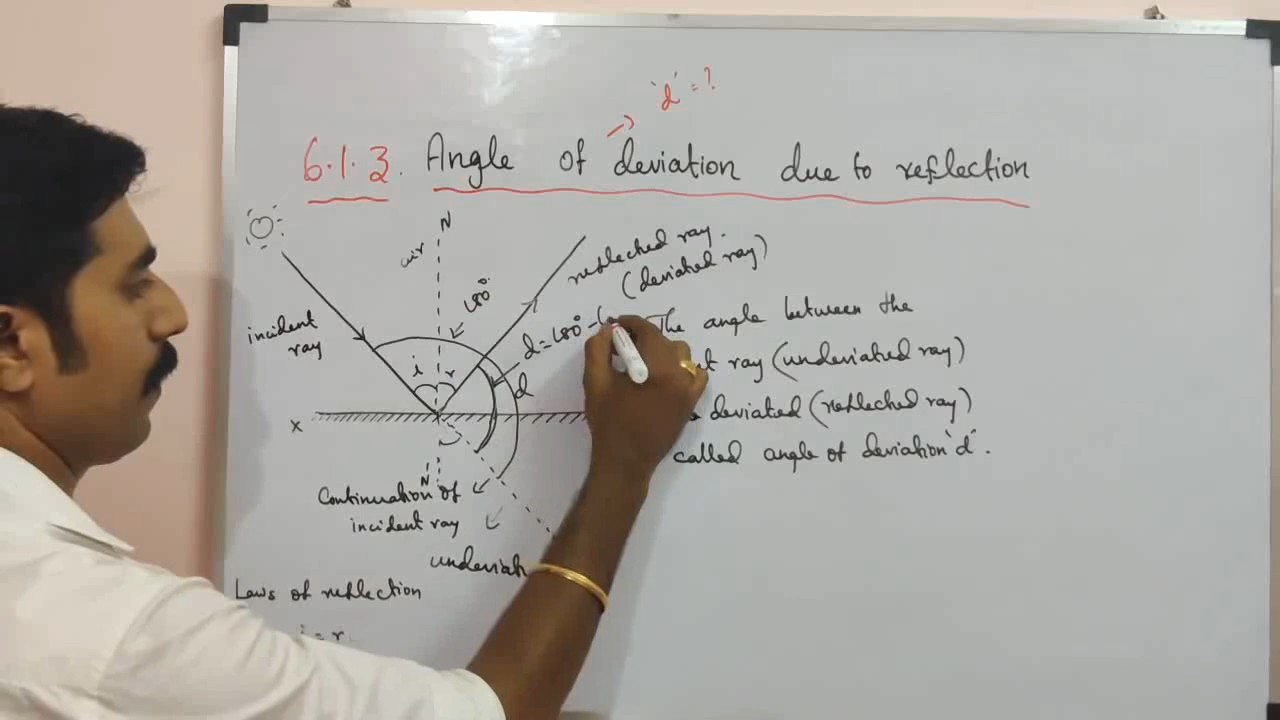 'd' = ?
6.1.3. Angle of deviation due to reflection
N
air
180°
reflected ray.
(deviated ray)
incident
ray
d = 180° - (
The angle between the
ray (undeviated ray)
i
r
d
deviated (reflected ray)
X
called angle of deviation "d".
N'
Continuation of
incident ray
undeviat
Laws of reflection
i = r.